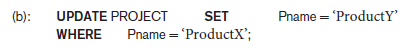 (b): UPDATE PROJECT SET Pname = ‘ProductY’
WHERE Pname = ‘ProductX’;